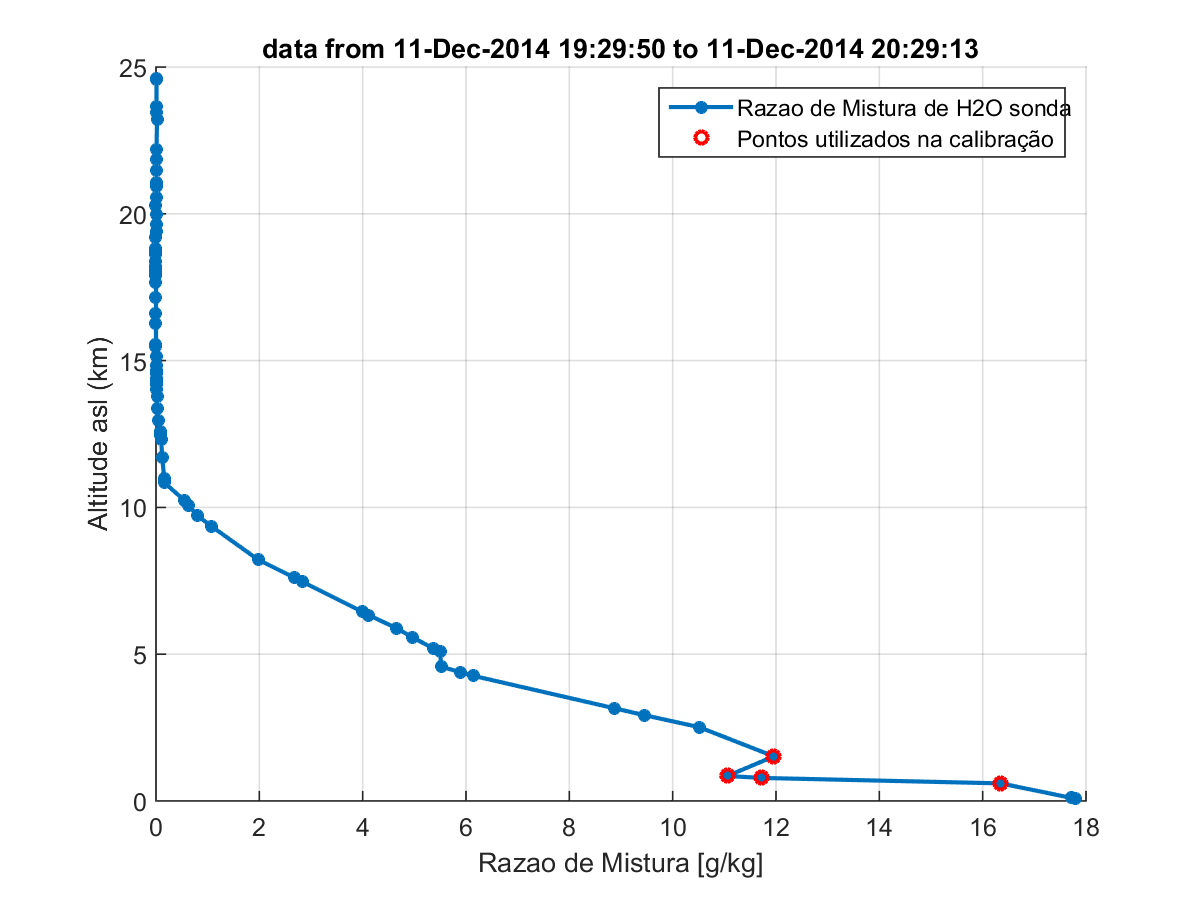 data from 11-Dec-2014 19:29:50 to 11-Dec-2014 20:29:13
Razao de Mistura de H2O sonda
Pontos utilizados na calibração
Altitude asl (km)
25
20
15
10
5
0
0 2 4 6 8 10 12 14 16 18
Razao de Mistura [g/kg]